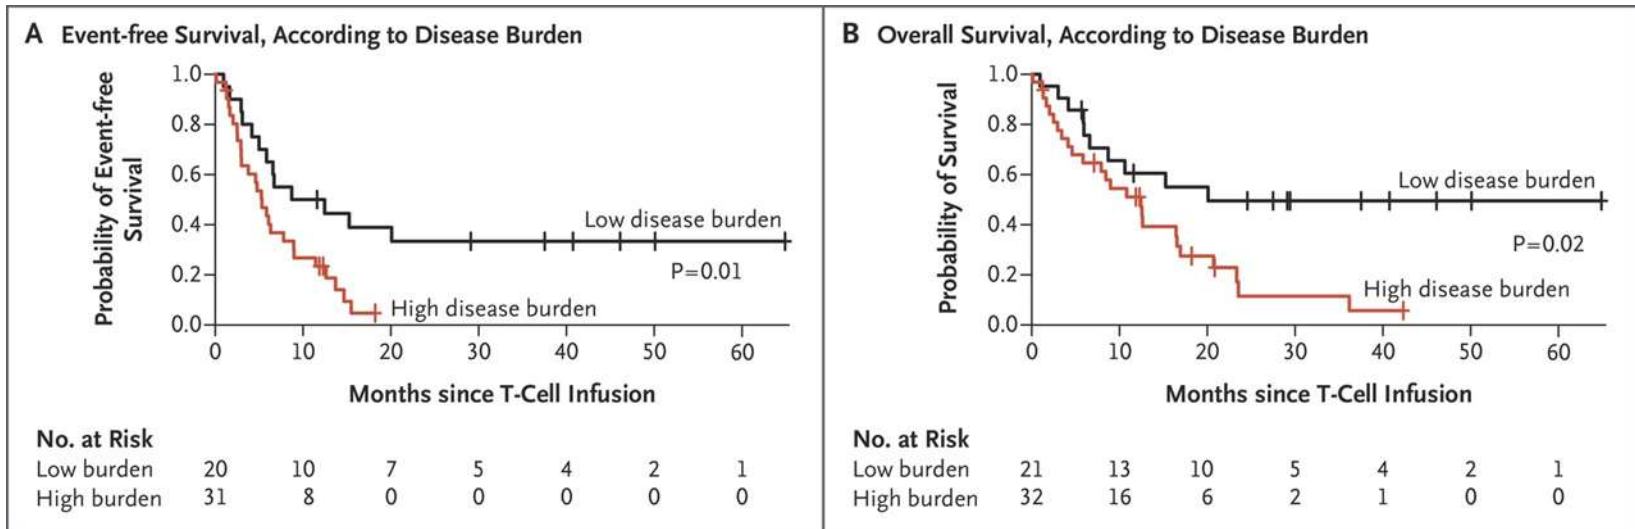 A Event-free Survival, According to Disease Burden
Probability of Event-free
Survival
1.0
0.8
0.6
0.4
0.2
0.0
Low disease burden
P=0.01
High disease burden
0 10 20 30 40 50 60
Months since T-Cell Infusion
No. at Risk
Low burden 20 10 7 5 4 2 1
High burden 31 8 0 0 0 0 0
B Overall Survival, According to Disease Burden
Probability of Survival
1.0
0.8
0.6
0.4
0.2
0.0
Low disease burden
P=0.02
High disease burden
0 10 20 30 40 50 60
Months since T-Cell Infusion
No. at Risk
Low burden 21 13 10 5 4 2 1
High burden 32 16 6 2 1 0 0